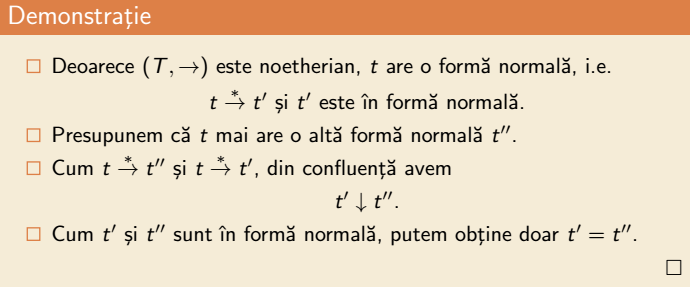 Demonstrație
□ Deoarece (T, →) este noetherian, t are o formă normală, i.e.
t →* t′ și t′ este în formă normală.
□ Presupunem că t mai are o altă formă normală t″.
□ Cum t →* t″ și t →* t′, din confluență avem
t′ ↓ t″.
□ Cum t′ și t″ sunt în formă normală, putem obține doar t′ = t″.
□